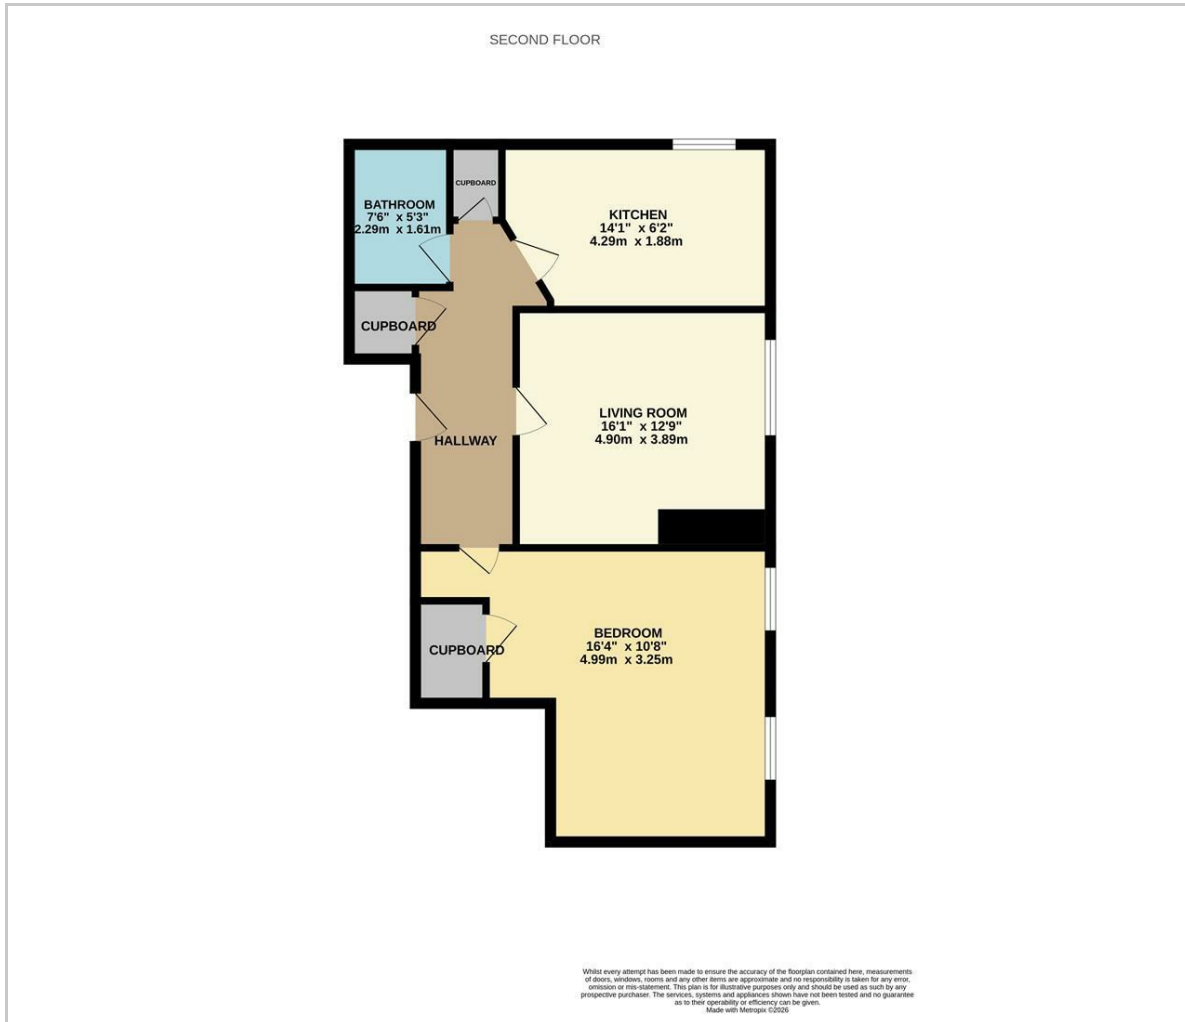 SECOND FLOOR
BATHROOM
7'6" x 5'3"
2.29m x 1.61m
CUPBOARD
KITCHEN
14'1" x 6'2"
4.29m x 1.88m
CUPBOARD
LIVING ROOM
16'1" x 12'9"
4.90m x 3.89m
HALLWAY
BEDROOM
16'4" x 10'8"
4.99m x 3.25m
CUPBOARD
Whilst every attempt has been made to ensure the accuracy of the floorplan contained here, measurements
of doors, windows, rooms and any other items are approximate and no responsibility is taken for any error,
omission or mis-statement. This plan is for illustrative purposes only and should be used as such by any
prospective purchaser. The services, systems and appliances shown have not been tested and no guarantee
as to their operability or efficiency can be given.
Made with Metropix ©2026